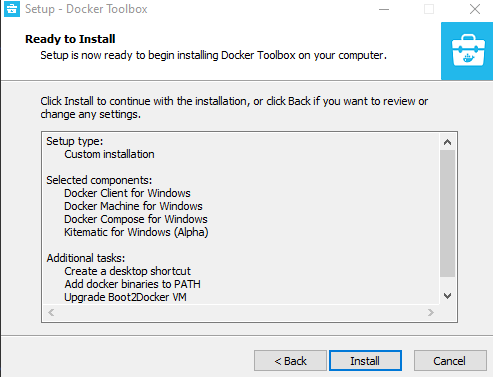 Setup - Docker Toolbox
Ready to Install
Setup is now ready to begin installing Docker Toolbox on your computer.
Click Install to continue with the installation, or click Back if you want to review or
change any settings.
Setup type:
Custom installation
Selected components:
Docker Client for Windows
Docker Machine for Windows
Docker Compose for Windows
Kitematic for Windows (Alpha)
Additional tasks:
Create a desktop shortcut
Add docker binaries to PATH
Upgrade Boot2Docker VM
< Back
Install
Cancel